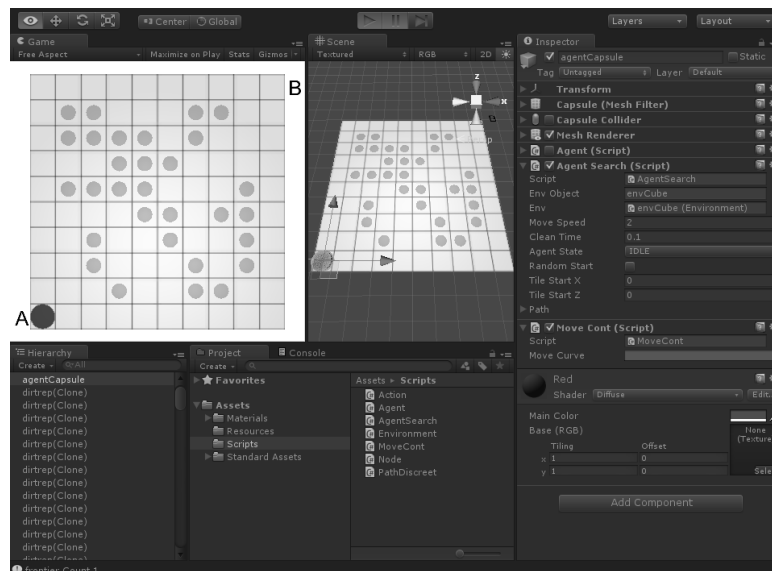 Center Global
Layers Layout
Game
Free Aspect Maximize on Play Stats Gizmos
B
A
Scene
Textured RGB 2D
z
x
p
Inspector
agentCapsule Static
Tag Untagged Layer Default
Transform
Capsule (Mesh Filter)
Capsule Collider
Mesh Renderer
Agent (Script)
Agent Search (Script)
Script AgentSearch
Env Object envCube
Env envCube (Environment)
Move Speed 2
Clean Time 0.1
Agent State IDLE
Random Start
Tile Start X 0
Tile Start Z 0
Path
Move Cont (Script)
Script MoveCont
Move Curve
Red
Shader Diffuse Edit..
Main Color
Base (RGB) None
(Texture
Tiling Offset
x 1 0
y 1 0
Sele
Add Component
Hierarchy
Create All
agentCapsule
dirtrep(Clone)
dirtrep(Clone)
dirtrep(Clone)
dirtrep(Clone)
dirtrep(Clone)
dirtrep(Clone)
dirtrep(Clone)
dirtrep(Clone)
dirtrep(Clone)
dirtrep(Clone)
dirtrep(Clone)
dirtrep(Clone)
dirtrep(Clone)
dirtrep(Clone)
Project Console
Create
Favorites
Assets
Materials
Resources
Scripts
Standard Assets
Assets Scripts
Action
Agent
AgentSearch
Environment
MoveCont
Node
PathDiscreet
frontier Count 1